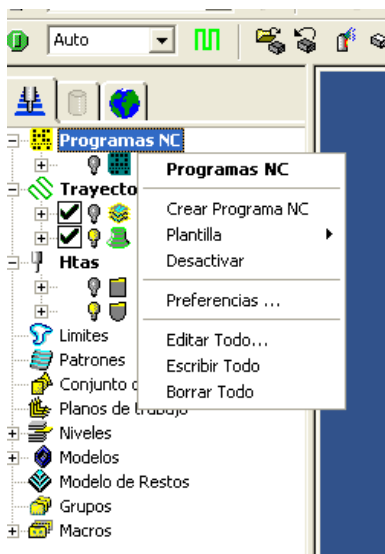 Auto
Programas NC
Programas NC
Trayecto
Crear Programa NC
Plantilla
Htas
Desactivar
Preferencias ...
Limites
Editar Todo...
Patrones
Escribir Todo
Conjunto
Borrar Todo
Planos de trabajo
Niveles
Modelos
Modelo de Restos
Grupos
Macros